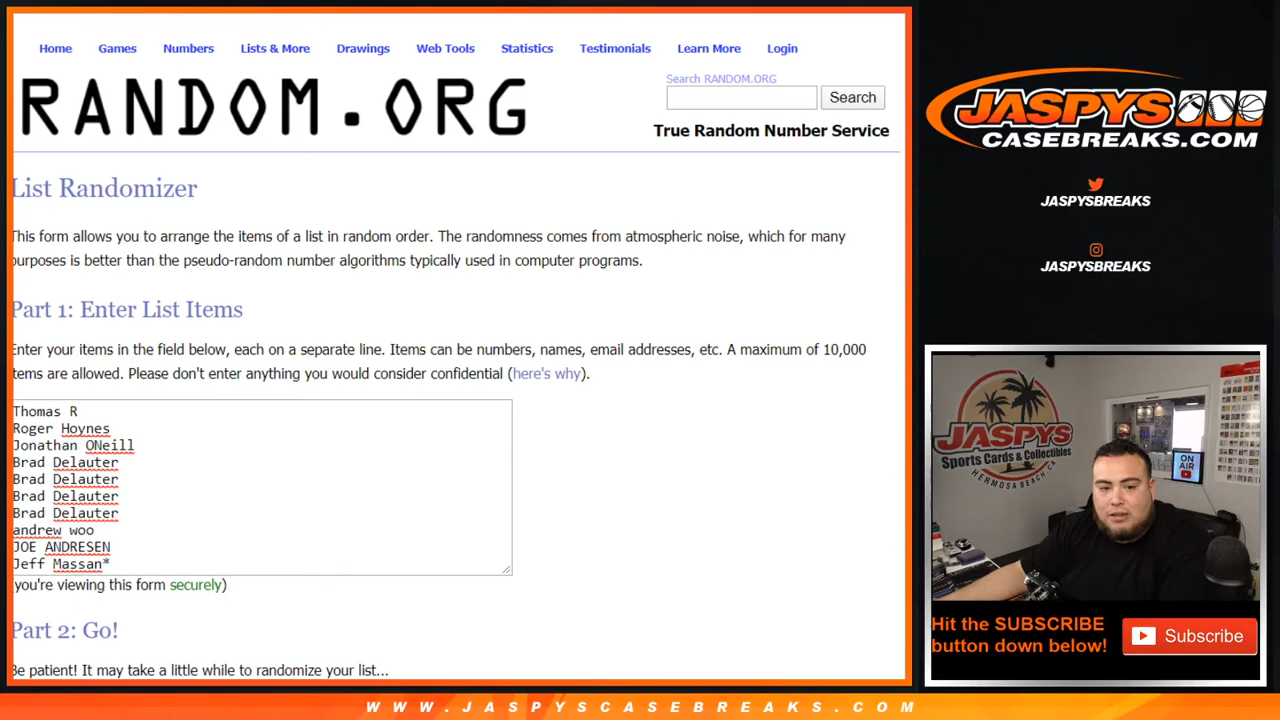 Home Games Numbers Lists & More Drawings Web Tools Statistics Testimonials Learn More Login
RANDOM.ORG
Search RANDOM.ORG
Search
True Random Number Service
List Randomizer
This form allows you to arrange the items of a list in random order. The randomness comes from atmospheric noise, which for many
purposes is better than the pseudo-random number algorithms typically used in computer programs.
Part 1: Enter List Items
Enter your items in the field below, each on a separate line. Items can be numbers, names, email addresses, etc. A maximum of 10,000
items are allowed. Please don't enter anything you would consider confidential (here's why).
Thomas R
Roger Hoynes
Jonathan ONeill
Brad Delauter
Brad Delauter
Brad Delauter
Brad Delauter
andrew woo
JOE ANDRESEN
Jeff Massan*
(you're viewing this form securely)
Part 2: Go!
Be patient! It may take a little while to randomize your list...
JASPYS
CASEBREAKS.COM
JASPYSBREAKS
JASPYSBREAKS
JASPYS
Sports Cards & Collectibles
HERMOSA BEACH, CA
ON
AIR
Hit the SUBSCRIBE
button down below!
Subscribe
WWW.JASPYSCASEBREAKS.COM